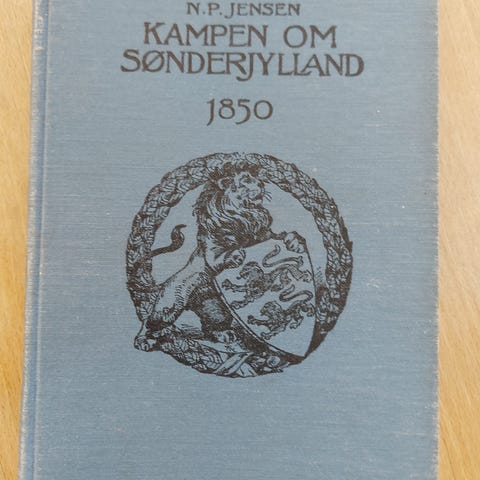 N.P. JENSEN
KAMPEN OM
SØNDERJYLLAND
1850